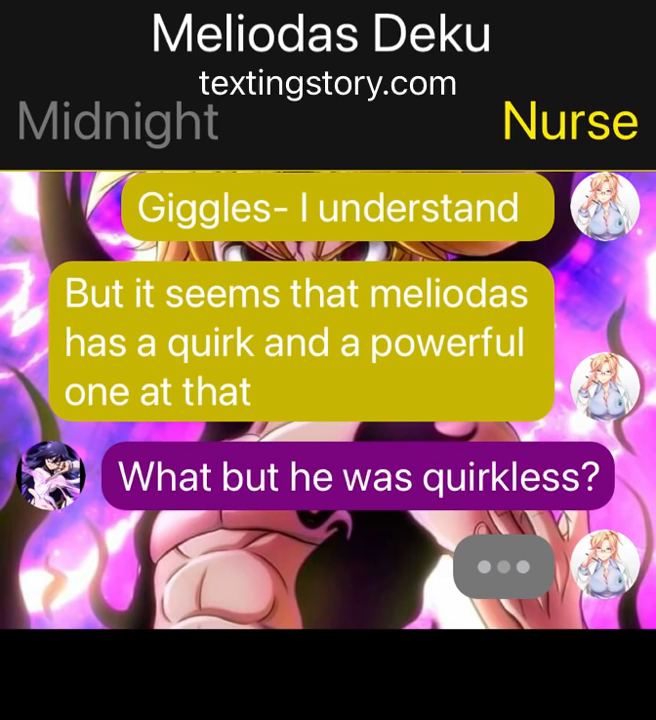 Meliodas Deku
textingstory.com
Midnight
Nurse
Giggles- I understand
But it seems that meliodas
has a quirk and a powerful
one at that
What but he was quirkless?